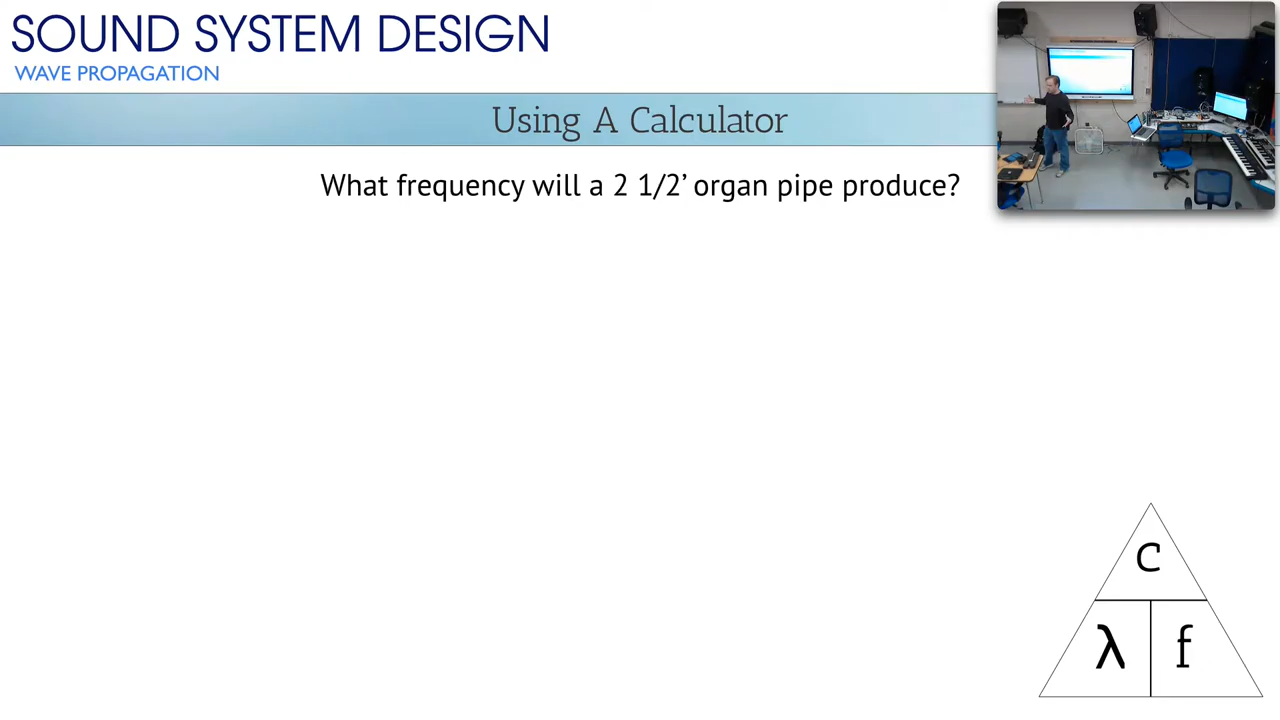 SOUND SYSTEM DESIGN
WAVE PROPAGATION
Using A Calculator
What frequency will a 2 1/2’ organ pipe produce?
c
λ f